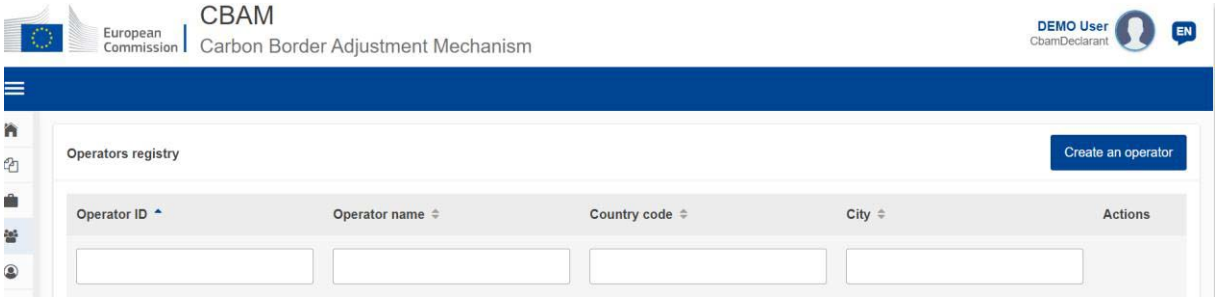 CBAM
European
Commission
Carbon Border Adjustment Mechanism
DEMO User
CbamDeclarant
EN
Operators registry
Create an operator
Operator ID Operator name Country code City Actions